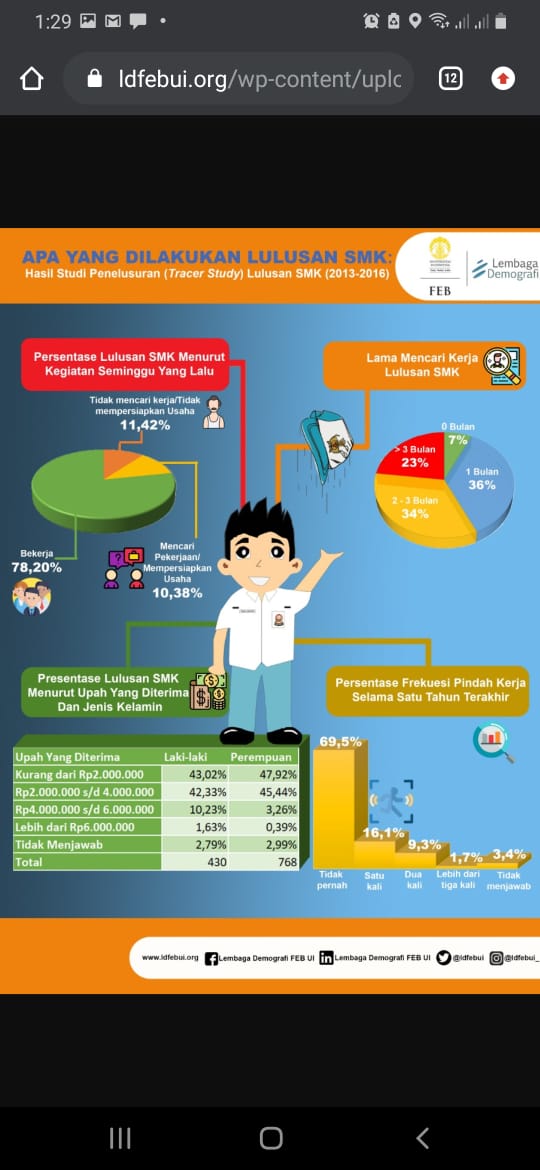 1:29
ldfebui.org/wp-content/uplc
12
APA YANG DILAKUKAN LULUSAN SMK:
Hasil Studi Penelusuran (Tracer Study) Lulusan SMK (2013-2016)
FEB
Lembaga
Demografi
Persentase Lulusan SMK Menurut
Kegiatan Seminggu Yang Lalu
Tidak mencari kerja/Tidak
mempersiapkan Usaha
11,42%
Bekerja
78,20%
Mencari
Pekerjaan/
Mempersiapkan
Usaha
10,38%
Lama Mencari Kerja
Lulusan SMK
0 Bulan
7%
1 Bulan
36%
2 - 3 Bulan
34%
> 3 Bulan
23%
Presentase Lulusan SMK
Menurut Upah Yang Diterima
Dan Jenis Kelamin
Upah Yang Diterima Laki-laki Perempuan
Kurang dari Rp2.000.000 43,02% 47,92%
Rp2.000.000 s/d 4.000.000 42,33% 45,44%
Rp4.000.000 s/d 6.000.000 10,23% 3,26%
Lebih dari Rp6.000.000 1,63% 0,39%
Tidak Menjawab 2,79% 2,99%
Total 430 768
Persentase Frekuesi Pindah Kerja
Selama Satu Tahun Terakhir
69,5%
16,1%
9,3%
1,7%
3,4%
Tidak
pernah
Satu
kali
Dua
kali
Lebih dari
tiga kali
Tidak
menjawab
www.ldfebui.org Lembaga Demografi FEB UI Lembaga Demografi FEB UI @ldfebui @ldfebui_